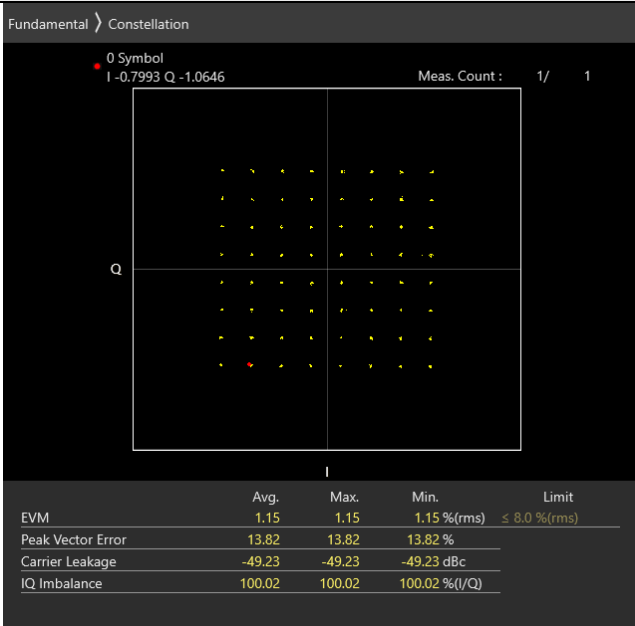 Fundamental 〉 Constellation
0 Symbol
I -0.7993 Q -1.0646 Meas. Count : 1/ 1
Q
I
Avg. Max. Min. Limit
EVM 1.15 1.15 1.15 %(rms) ≤ 8.0 %(rms)
Peak Vector Error 13.82 13.82 13.82 %
Carrier Leakage -49.23 -49.23 -49.23 dBc
IQ Imbalance 100.02 100.02 100.02 %(I/Q)